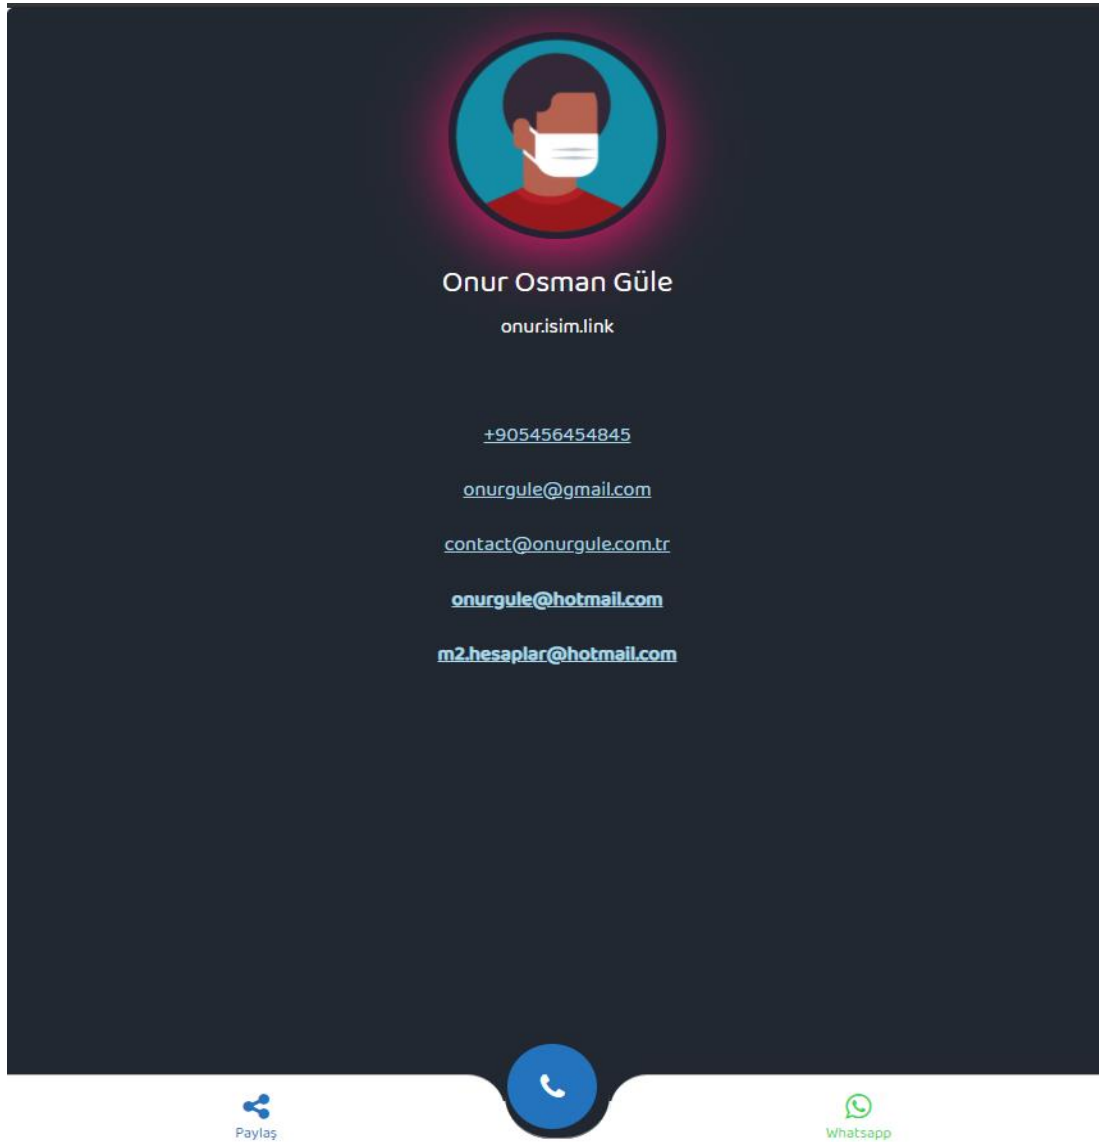 Onur Osman Güle
onur.isim.link
+905456454845
onurgule@gmail.com
contact@onurgule.com.tr
onurgule@hotmail.com
m2.hesaplar@hotmail.com
Paylaş
Whatsapp